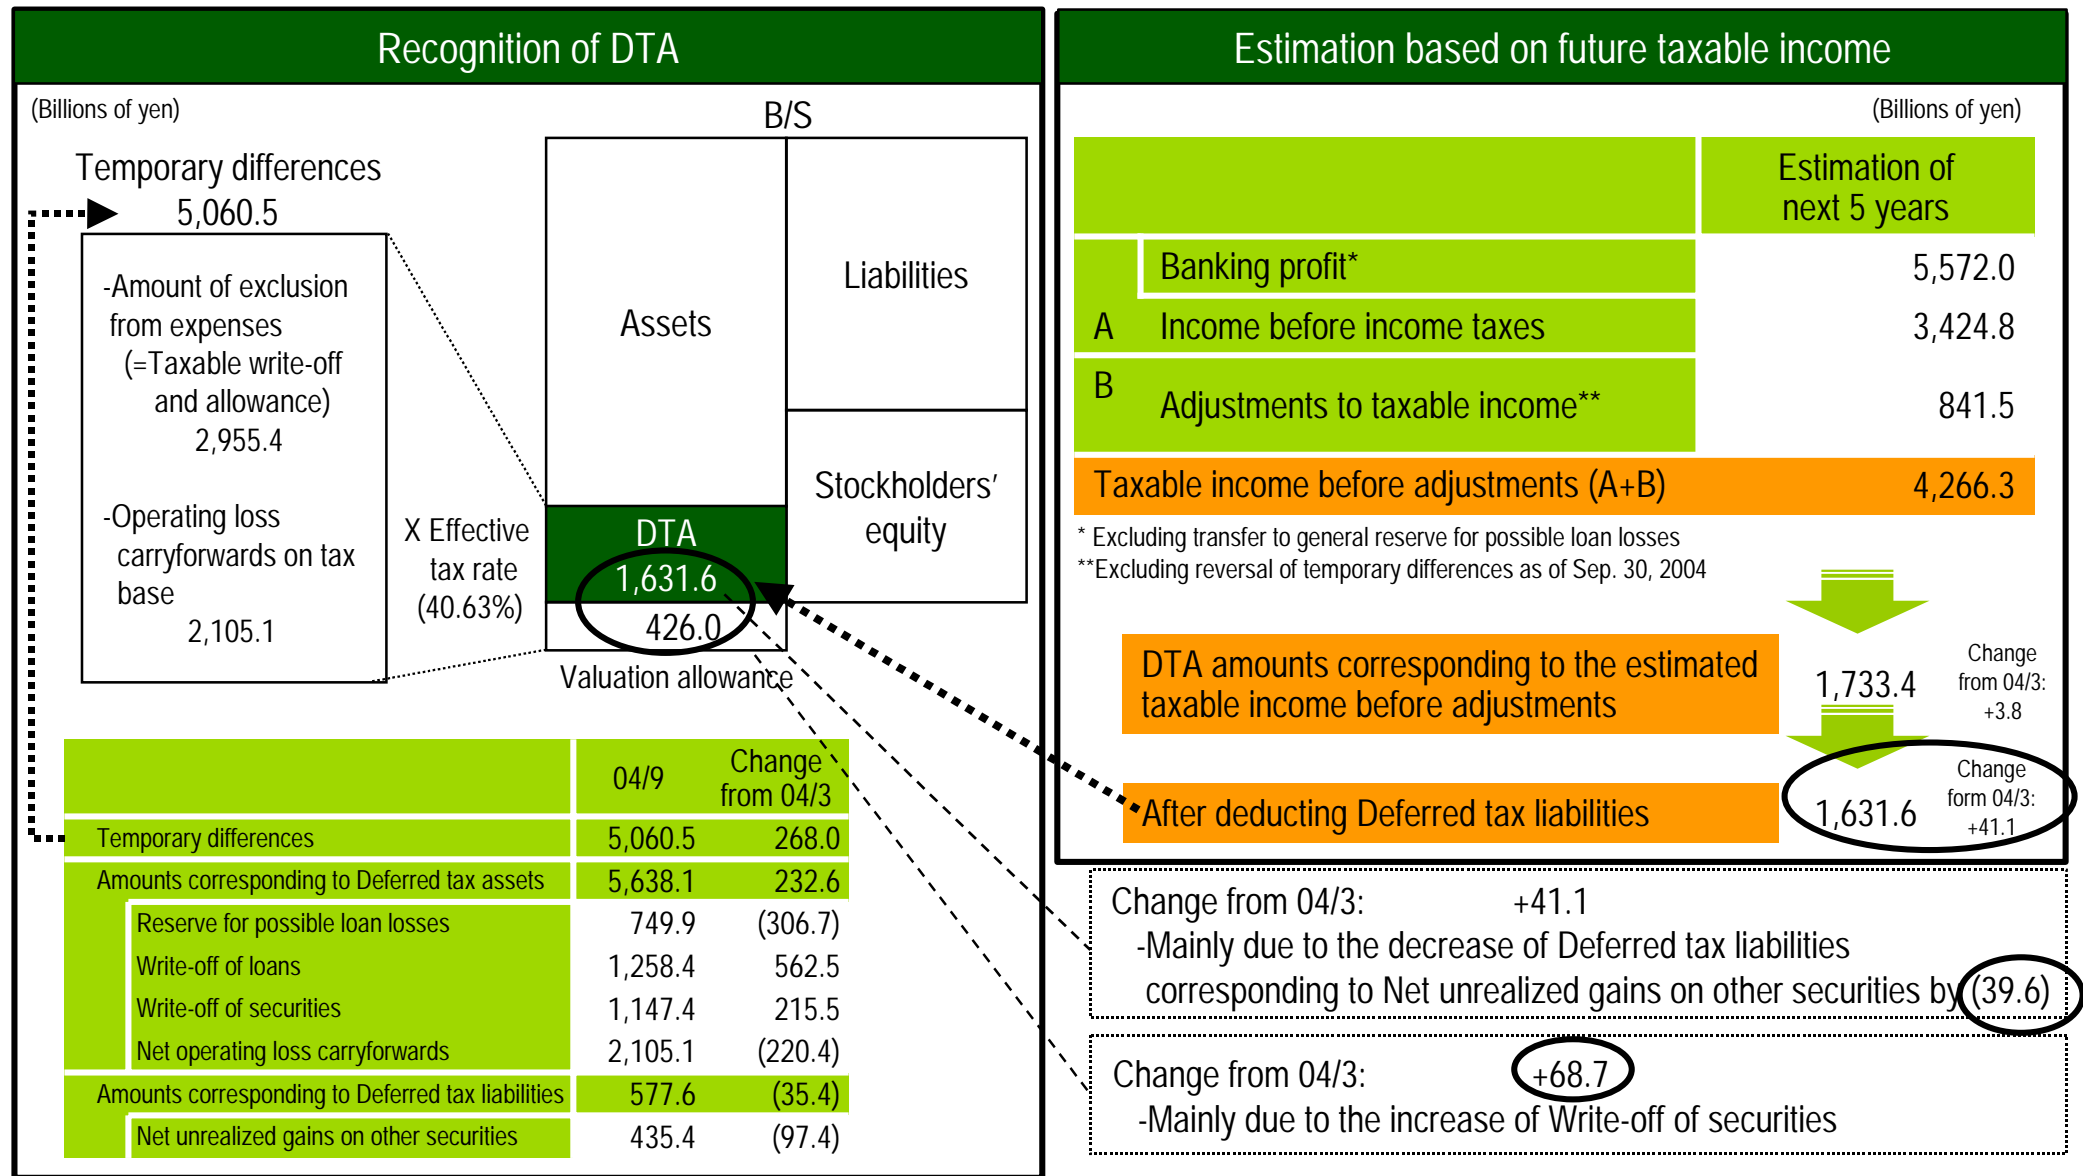 Recognition of DTA
(Billions of yen)
B/S
Temporary differences
5,060.5
-Amount of exclusion
from expenses
(=Taxable write-off
and allowance)
2,955.4
-Operating loss
carryforwards on tax
base
2,105.1
X Effective
tax rate
(40.63%)
Assets
Liabilities
Stockholders'
equity
DTA
1,631.6
426.0
Valuation allowance
04/9 Change
from 04/3
Temporary differences 5,060.5 268.0
Amounts corresponding to Deferred tax assets 5,638.1 232.6
Reserve for possible loan losses 749.9 (306.7)
Write-off of loans 1,258.4 562.5
Write-off of securities 1,147.4 215.5
Net operating loss carryforwards 2,105.1 (220.4)
Amounts corresponding to Deferred tax liabilities 577.6 (35.4)
Net unrealized gains on other securities 435.4 (97.4)
Estimation based on future taxable income
(Billions of yen)
Estimation of
next 5 years
Banking profit* 5,572.0
A Income before income taxes 3,424.8
B Adjustments to taxable income** 841.5
Taxable income before adjustments (A+B) 4,266.3
* Excluding transfer to general reserve for possible loan losses
**Excluding reversal of temporary differences as of Sep. 30, 2004
DTA amounts corresponding to the estimated
taxable income before adjustments
1,733.4
Change
from 04/3:
+3.8
After deducting Deferred tax liabilities
1,631.6
Change
form 04/3:
+41.1
Change from 04/3: +41.1
-Mainly due to the decrease of Deferred tax liabilities
corresponding to Net unrealized gains on other securities by (39.6)
Change from 04/3: +68.7
-Mainly due to the increase of Write-off of securities